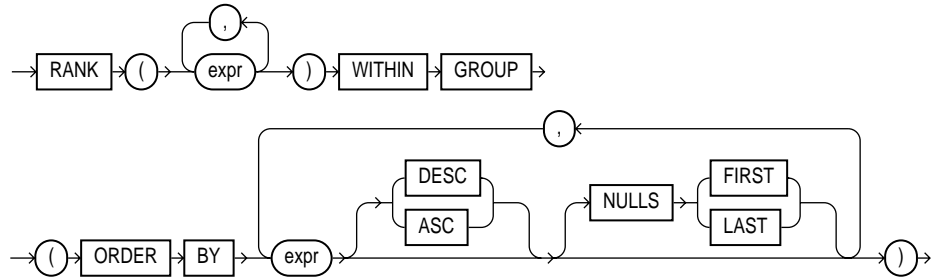 ,
RANK ( expr ) WITHIN GROUP
,
DESC FIRST
NULLS
ASC LAST
( ORDER BY expr )